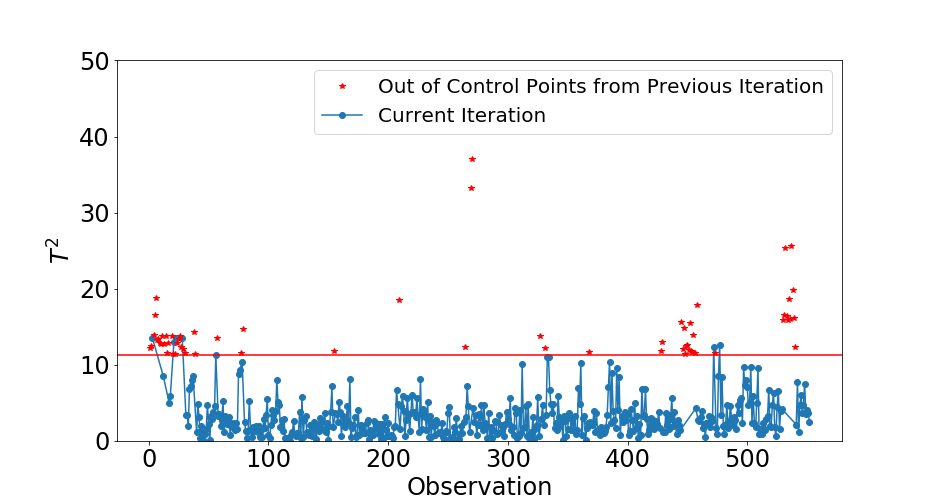 50
40
30
20
10
0
T²
Out of Control Points from Previous Iteration
Current Iteration
0 100 200 300 400 500
Observation